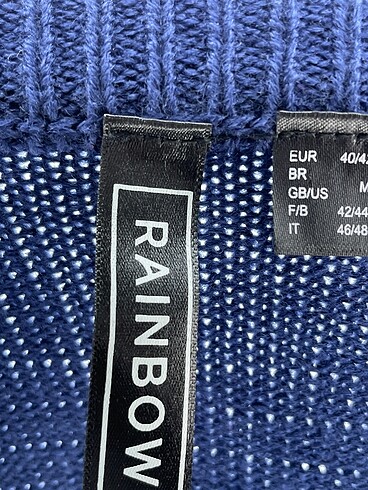 RAINBOW
EUR 40/42
BR
GB/US M
F/B 42/44
IT 46/48